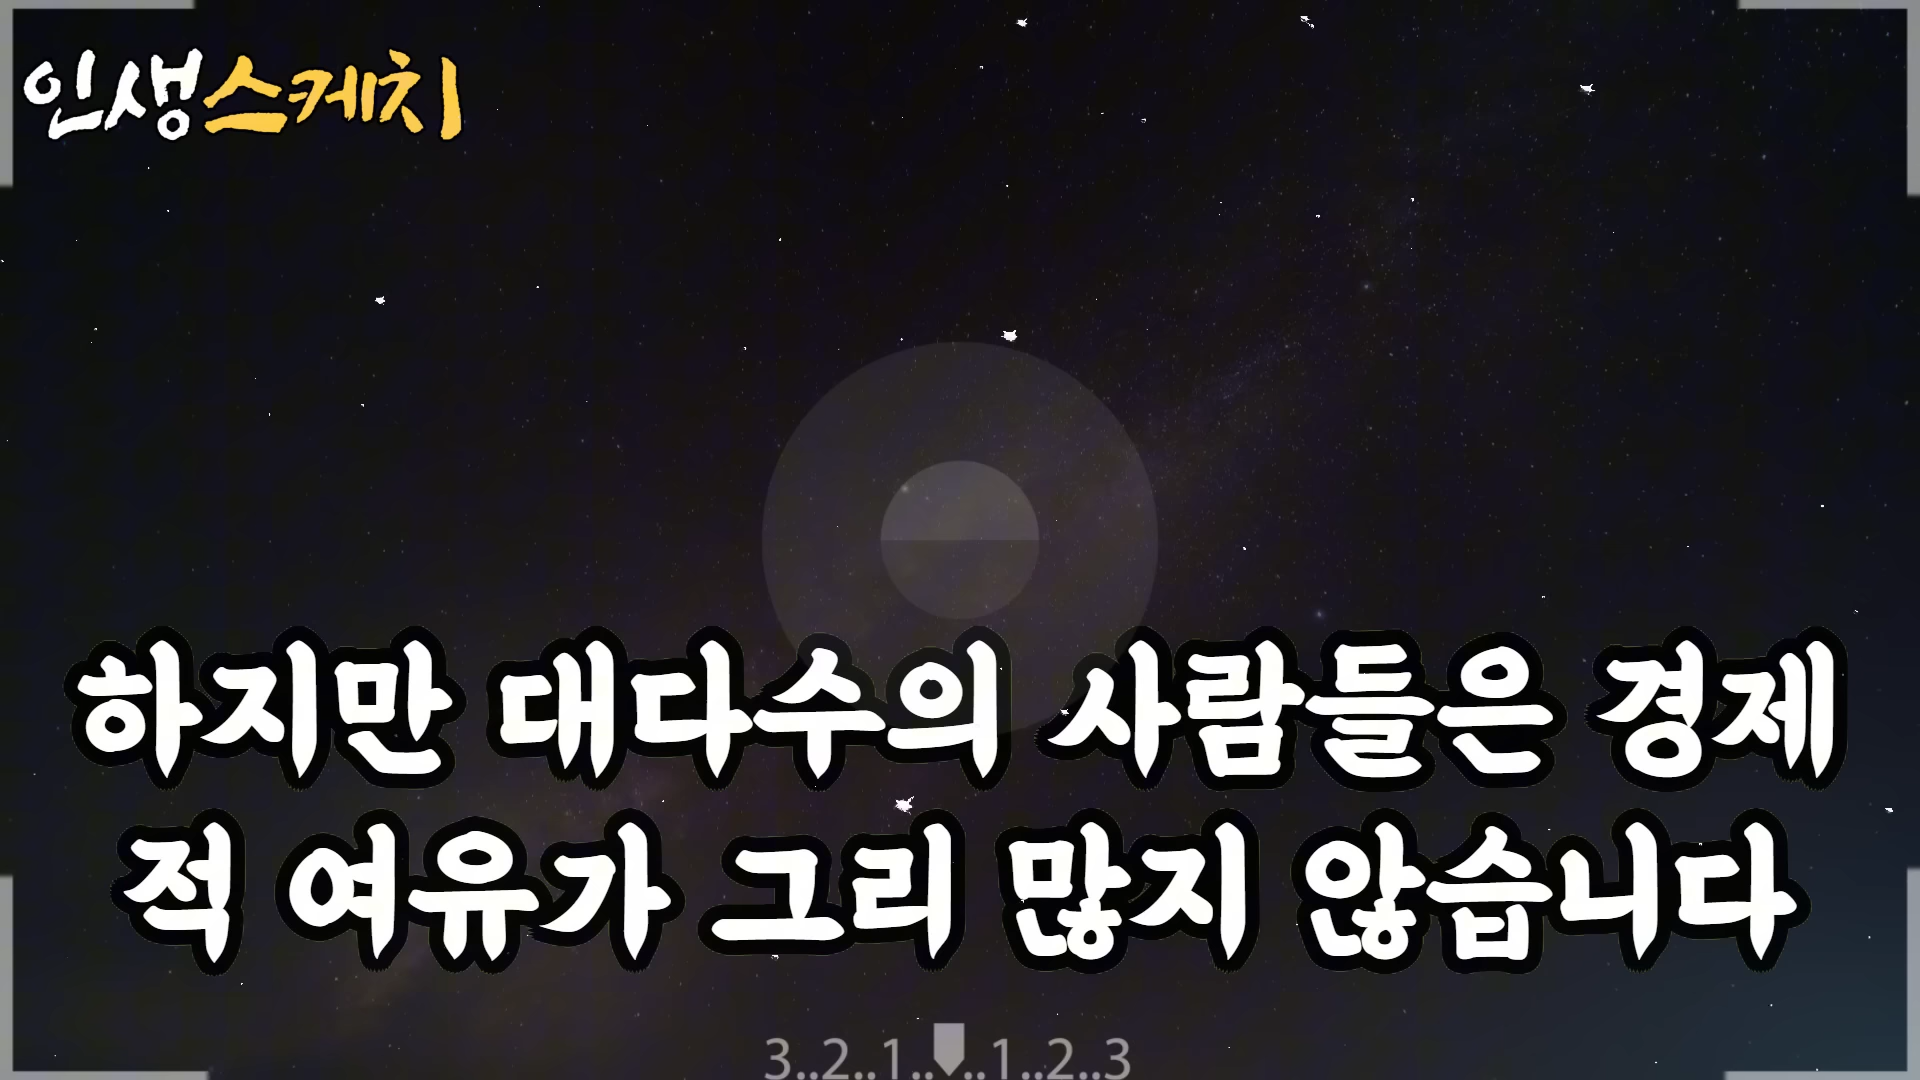 인생스케치
하지만 대다수의 사람들은 경제
적 여유가 그리 많지 않습니다
3..2..1....1..2..3